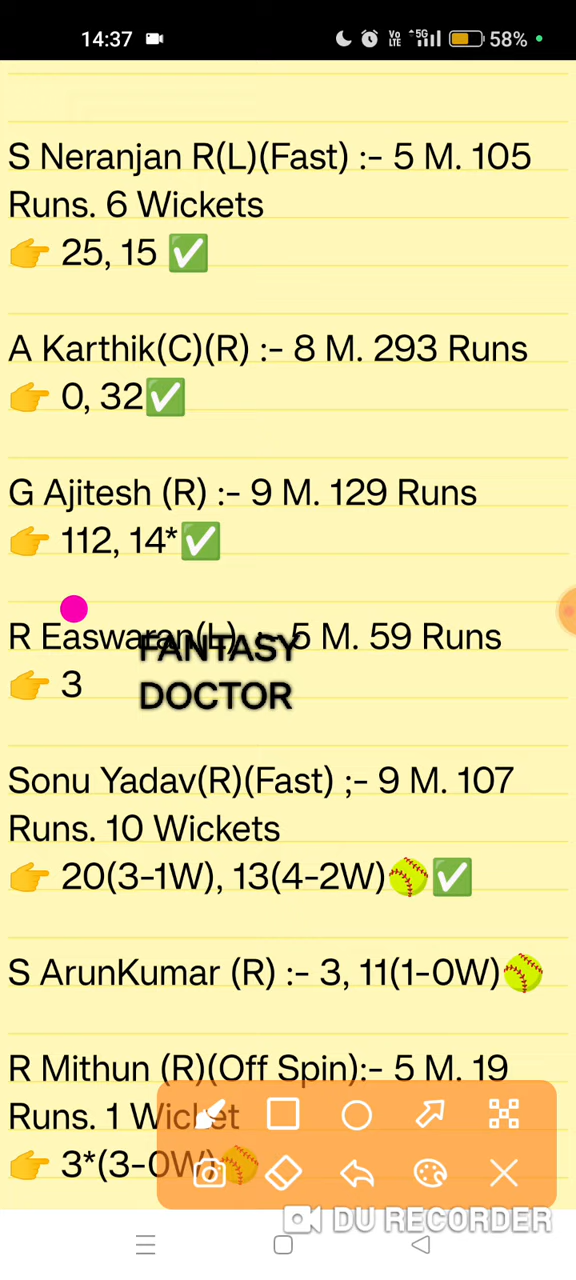 14:37 Vo LTE 5G 58%
S Neranjan R(L)(Fast) :- 5 M. 105
Runs. 6 Wickets
👉 25, 15 ✅
A Karthik(C)(R) :- 8 M. 293 Runs
👉 0, 32✅
G Ajitesh (R) :- 9 M. 129 Runs
👉 112, 14*✅
R Easwaran(L) :- 5 M. 59 Runs
FANTASY
👉 3
DOCTOR
Sonu Yadav(R)(Fast) ;- 9 M. 107
Runs. 10 Wickets
👉 20(3-1W), 13(4-2W)🥎✅
S ArunKumar (R) :- 3, 11(1-0W)🥎
R Mithun (R)(Off Spin):- 5 M. 19
Runs. 1 Wicket
👉 3*(3-0W)🥎
DU RECORDER